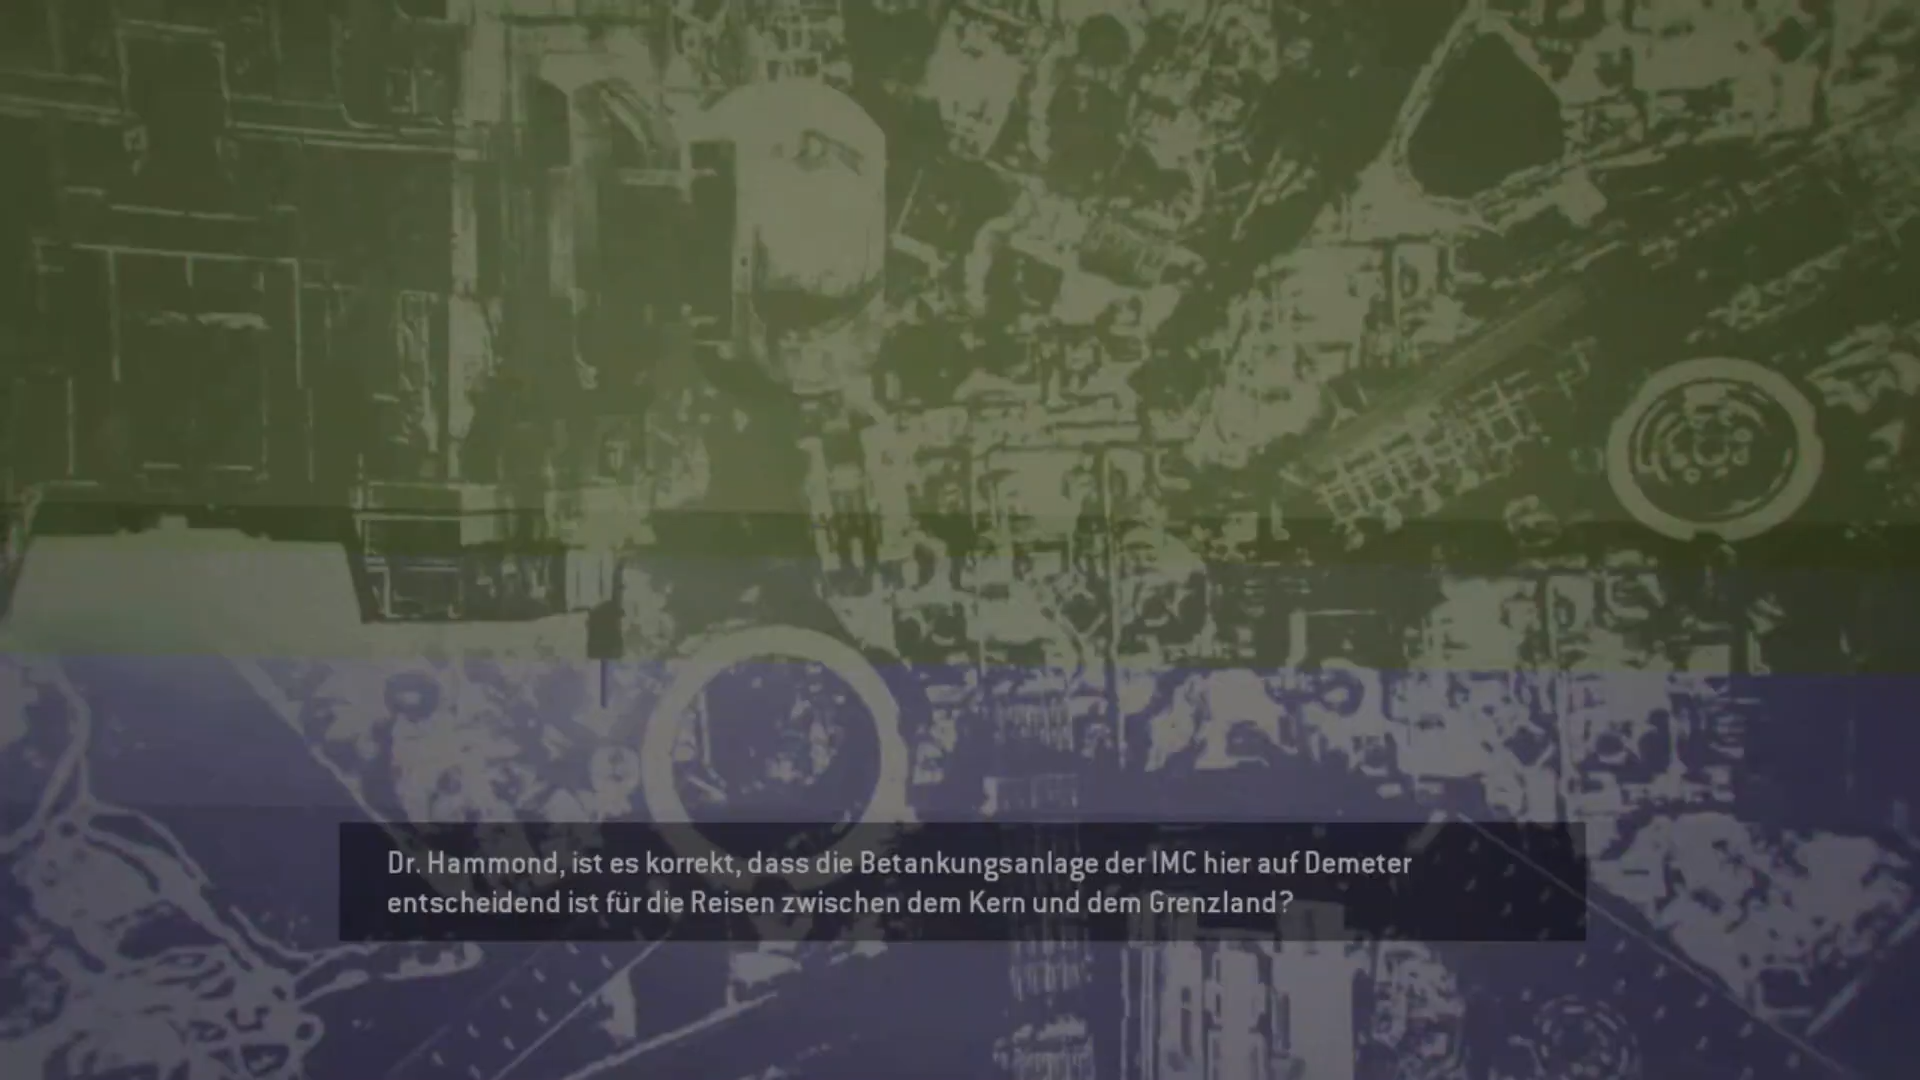 Dr. Hammond, ist es korrekt, dass die Betankungsanlage der IMC hier auf Demeter
entscheidend ist für die Reisen zwischen dem Kern und dem Grenzland?